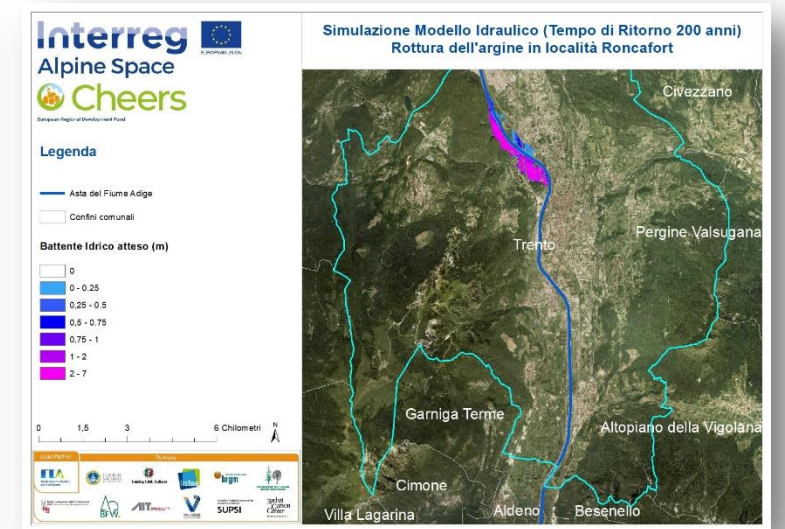 Interreg
EUROPEAN UNION
Alpine Space
Cheers
European Regional Development Fund
Simulazione Modello Idraulico (Tempo di Ritorno 200 anni)
Rottura dell'argine in località Roncafort
Legenda
Asta del Fiume Adige
Confini comunali
Battente Idrico atteso (m)
0
0 - 0.25
0,25 - 0.5
0,5 - 0.75
0.75 - 1
1 - 2
2 - 7
0 1,5 3 6 Chilometri N
Civezzano
Pergine Valsugana
Trento
Garniga Terme
Altopiano della Vigolana
Cimone
Villa Lagarina
Aldeno
Besenello
Lead Partner
Partners
brgm
irstea
BFW
AIT
SUPSI